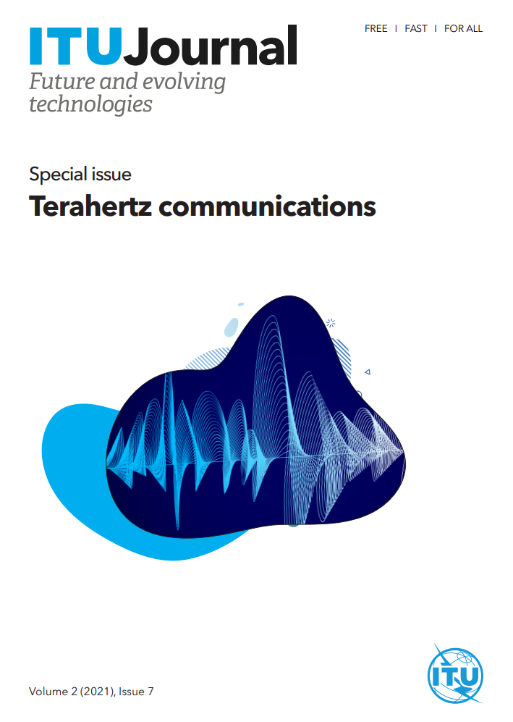 ITUJournal
FREE I FAST I FOR ALL
Future and evolving
technologies
Special issue
Terahertz communications
Volume 2 (2021), Issue 7
ITU